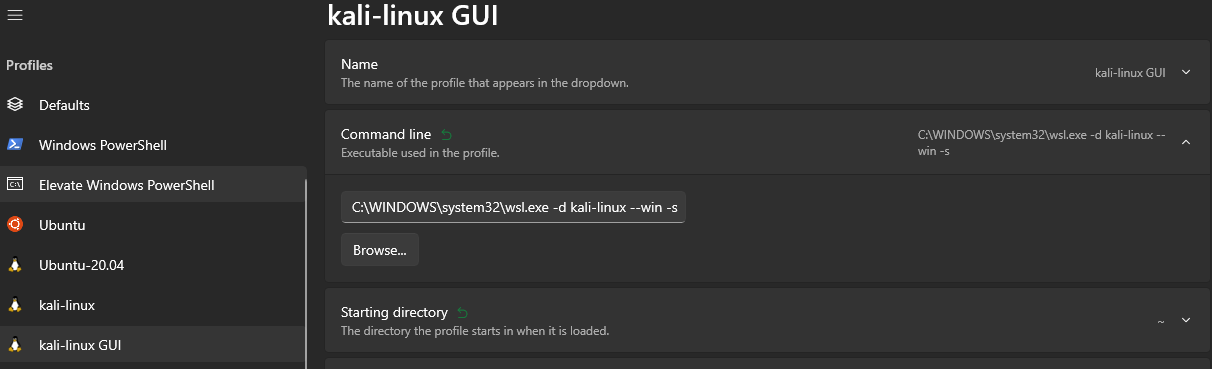 kali-linux GUI
Profiles
Defaults
Windows PowerShell
Elevate Windows PowerShell
Ubuntu
Ubuntu-20.04
kali-linux
kali-linux GUI
Name
The name of the profile that appears in the dropdown.
kali-linux GUI
Command line
Executable used in the profile.
C:\WINDOWS\system32\wsl.exe -d kali-linux --
win -s
C:\WINDOWS\system32\wsl.exe -d kali-linux --win -s
Browse...
Starting directory
The directory the profile starts in when it is loaded.
~